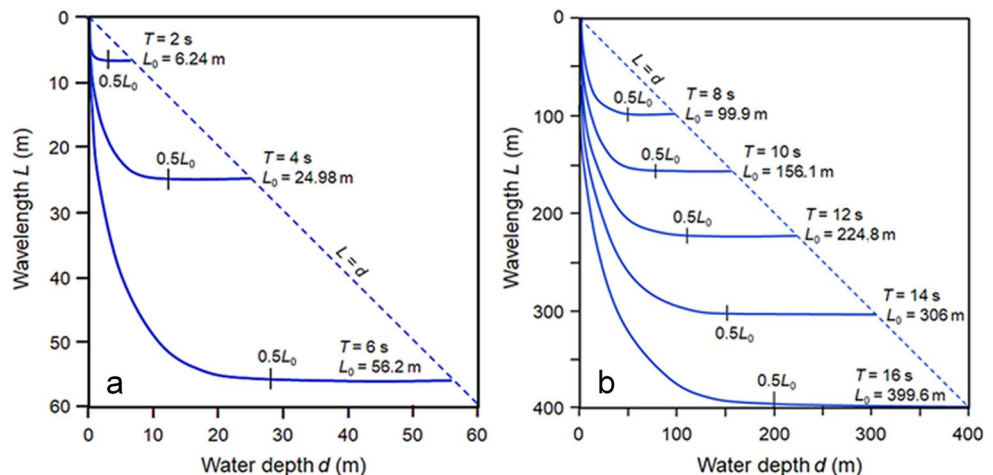 0
10
20
30
40
50
60
Wavelength L (m)
T = 2 s
L₀ = 6.24 m
0.5L₀
0.5L₀
T = 4 s
L₀ = 24.98 m
L = d
T = 6 s
L₀ = 56.2 m
0.5L₀
a
0 10 20 30 40 50 60
Water depth d (m)
0
100
200
300
400
Wavelength L (m)
L = d
0.5L₀
T = 8 s
L₀ = 99.9 m
0.5L₀
T = 10 s
L₀ = 156.1 m
0.5L₀
T = 12 s
L₀ = 224.8 m
T = 14 s
L₀ = 306 m
0.5L₀
0.5L₀
T = 16 s
L₀ = 399.6 m
b
0 100 200 300 400
Water depth d (m)